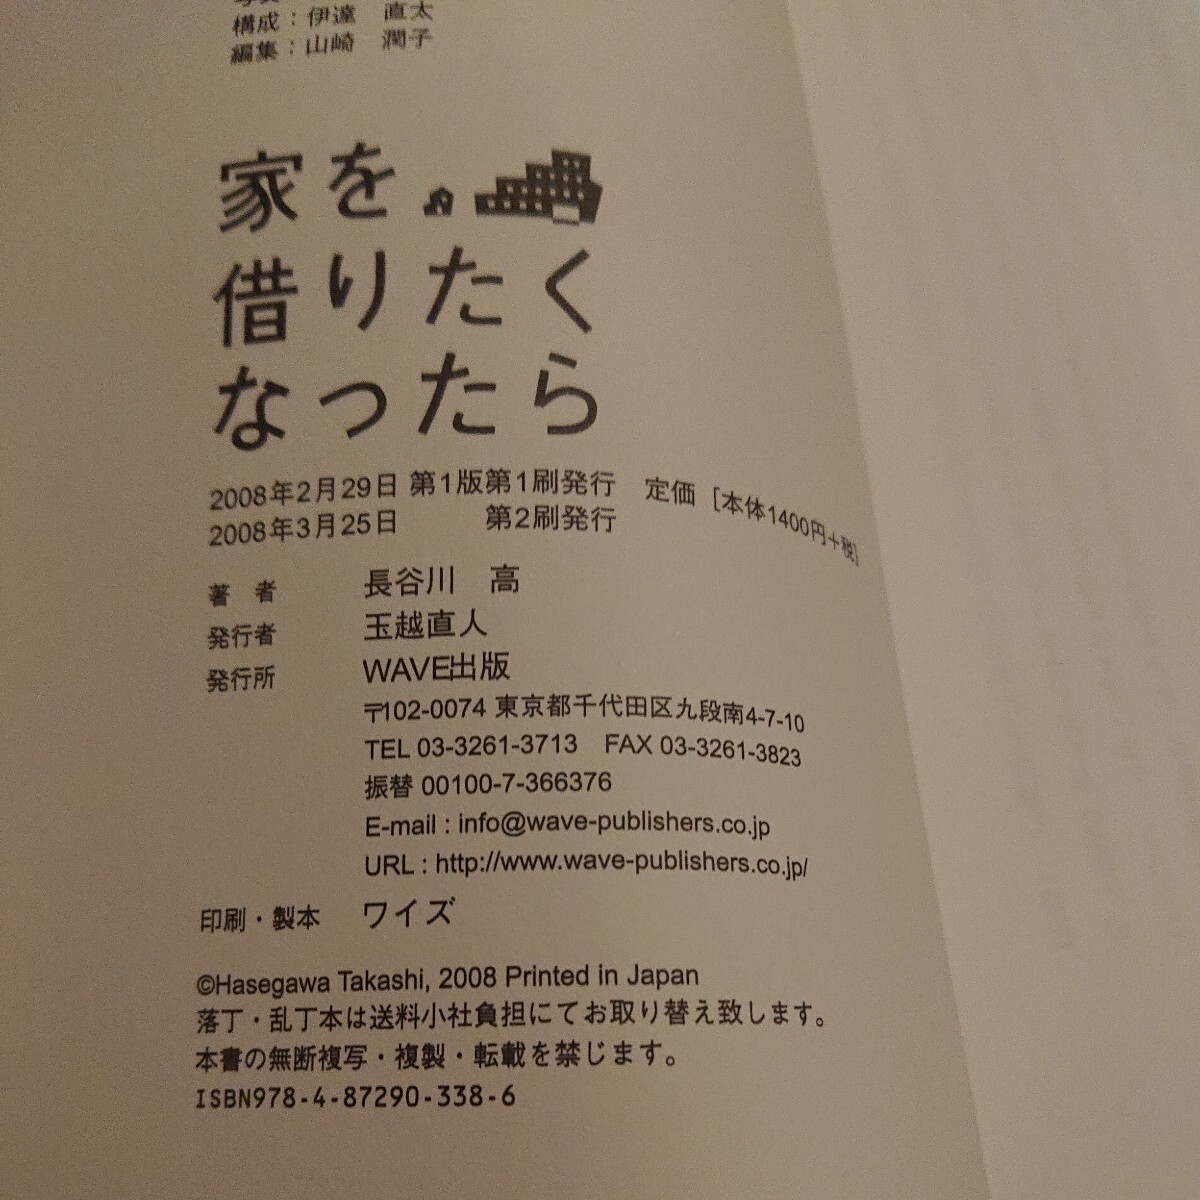 構成：伊達 直太
編集：山崎 潤子
家を
借りたく
なったら
2008年2月29日 第1版第1刷発行 定価［本体1400円+税］
2008年3月25日 第2刷発行
著 者 長谷川 高
発行者 玉越直人
発行所 WAVE出版
〒102-0074 東京都千代田区九段南4-7-10
TEL 03-3261-3713 FAX 03-3261-3823
振替 00100-7-366376
E-mail : info@wave-publishers.co.jp
URL : http://www.wave-publishers.co.jp/
印刷・製本 ワイズ
©Hasegawa Takashi, 2008 Printed in Japan
落丁・乱丁本は送料小社負担にてお取り替え致します。
本書の無断複写・複製・転載を禁じます。
ISBN978-4-87290-338-6